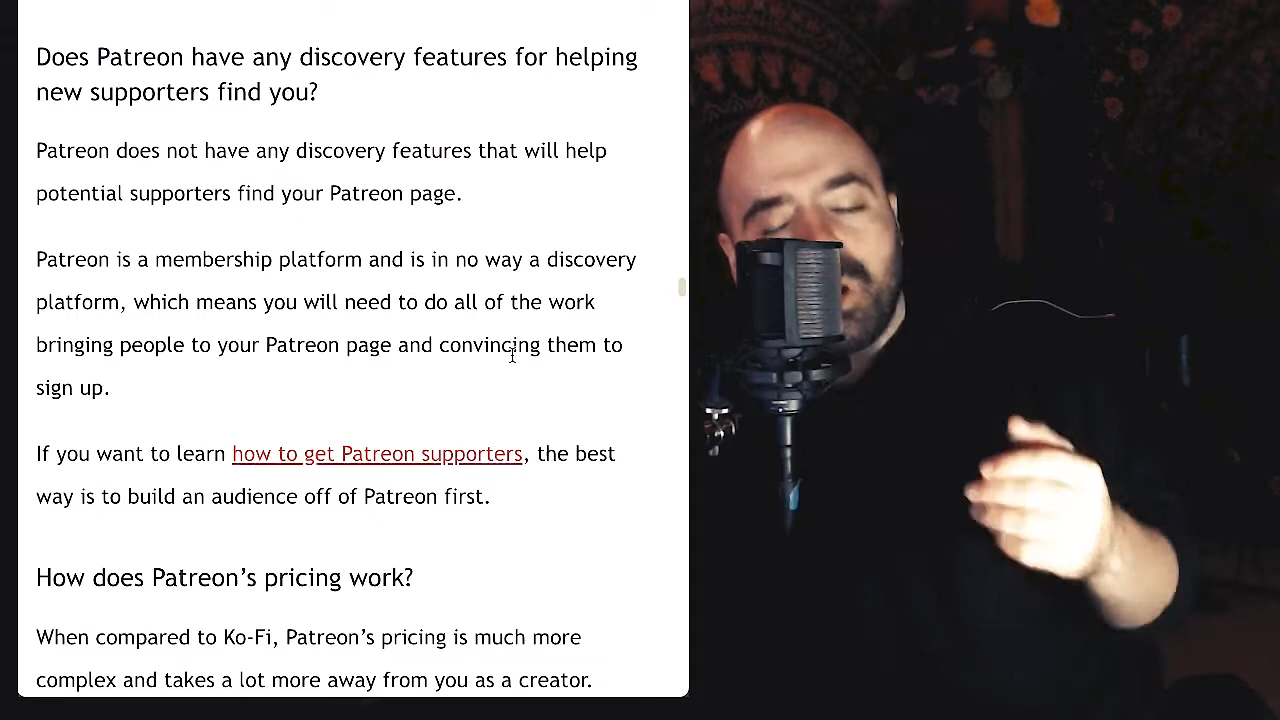 Does Patreon have any discovery features for helping
new supporters find you?
Patreon does not have any discovery features that will help
potential supporters find your Patreon page.
Patreon is a membership platform and is in no way a discovery
platform, which means you will need to do all of the work
bringing people to your Patreon page and convincing them to
sign up.
If you want to learn how to get Patreon supporters, the best
way is to build an audience off of Patreon first.
How does Patreon’s pricing work?
When compared to Ko-Fi, Patreon’s pricing is much more
complex and takes a lot more away from you as a creator.